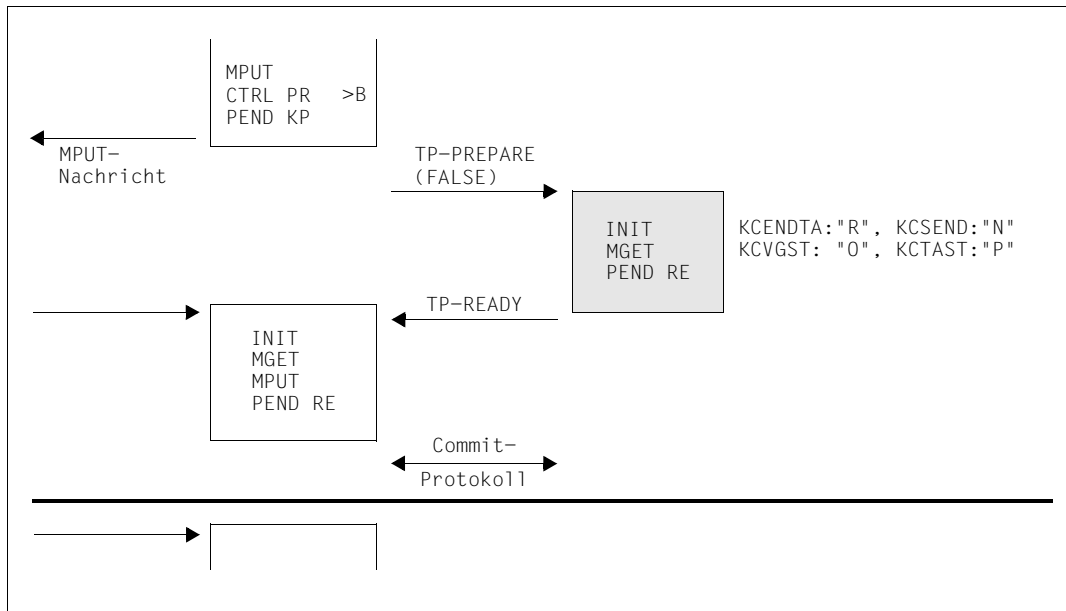 MPUT
CTRL PR >B
PEND KP
MPUT–
Nachricht
TP–PREPARE
(FALSE)
INIT
MGET
PEND RE
KCENDTA:"R", KCSEND:"N"
KCVGST: "O", KCTAST:"P"
TP–READY
INIT
MGET
MPUT
PEND RE
Commit–
Protokoll